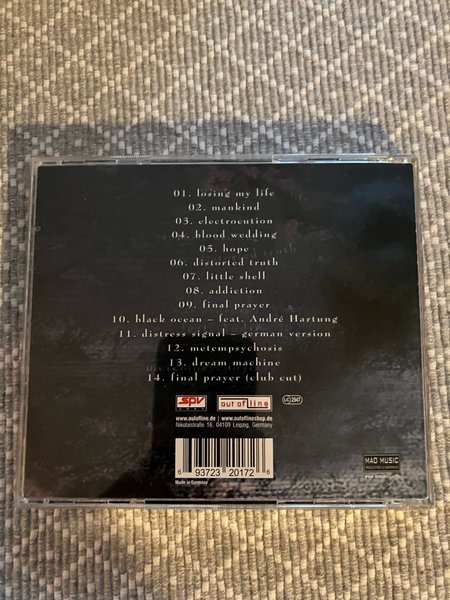 01. losing my life
02. mankind
03. electrocution
04. blood wedding
05. hope
06. distorted truth
07. little shell
08. addiction
09. final prayer
10. black ocean – feat. André Hartung
11. distress signal – german version
12. metempsychosis
13. dream machine
14. final prayer (club cut)
SPV
out of line
LC 2347
www.outofline.de www.outoflineshop.de
Nikolaistraße 16, 04109 Leipzig, Germany
6 93723 20172 6
Made in Germany
MAD MUSIC